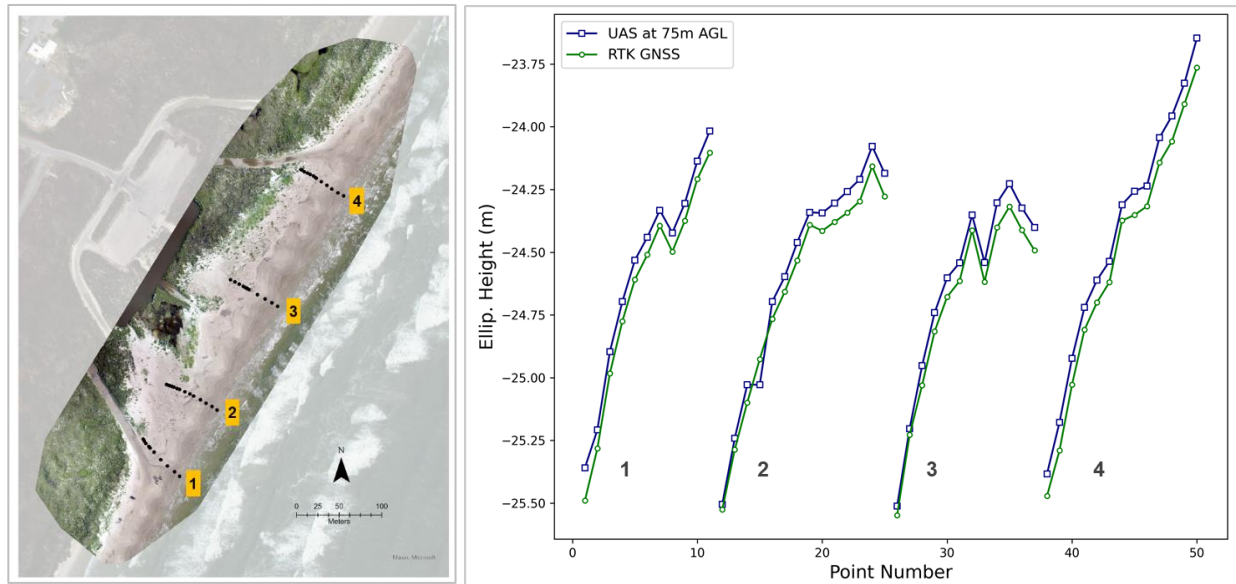 4
3
2
1
N
0 25 50 100
Meters
Maxar, Microsoft
UAS at 75m AGL
RTK GNSS
Ellip. Height (m)
−23.75
−24.00
−24.25
−24.50
−24.75
−25.00
−25.25
−25.50
1 2 3 4
0 10 20 30 40 50
Point Number